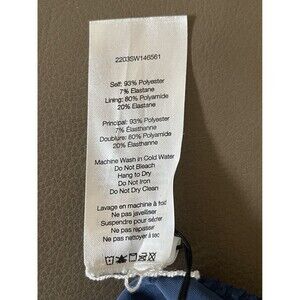 2203SW146561
Self: 93% Polyester
7% Elastane
Lining: 80% Polyamide
20% Elastane
Principal: 93% Polyester
7% Élasthanne
Doublure: 80% Polyamide
20% Élasthanne
Machine Wash in Cold Water
Do Not Bleach
Hang to Dry
Do Not Iron
Do Not Dry Clean
Lavage en machine à froid
Ne pas javelliser
Suspendre pour sécher
Ne pas repasser
Ne pas nettoyer à sec